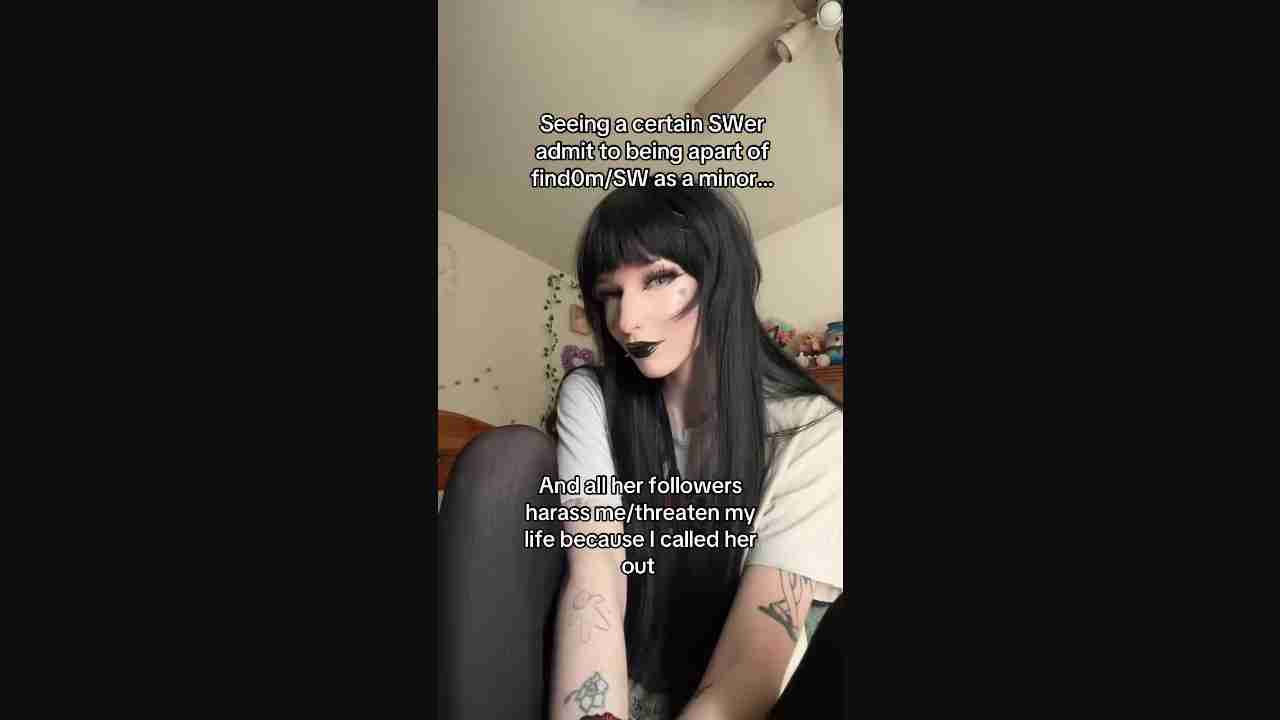 Seeing a certain SWer
admit to being apart of
find0m/SW as a minor...
And all her followers
harass me/threaten my
life because I called her
out